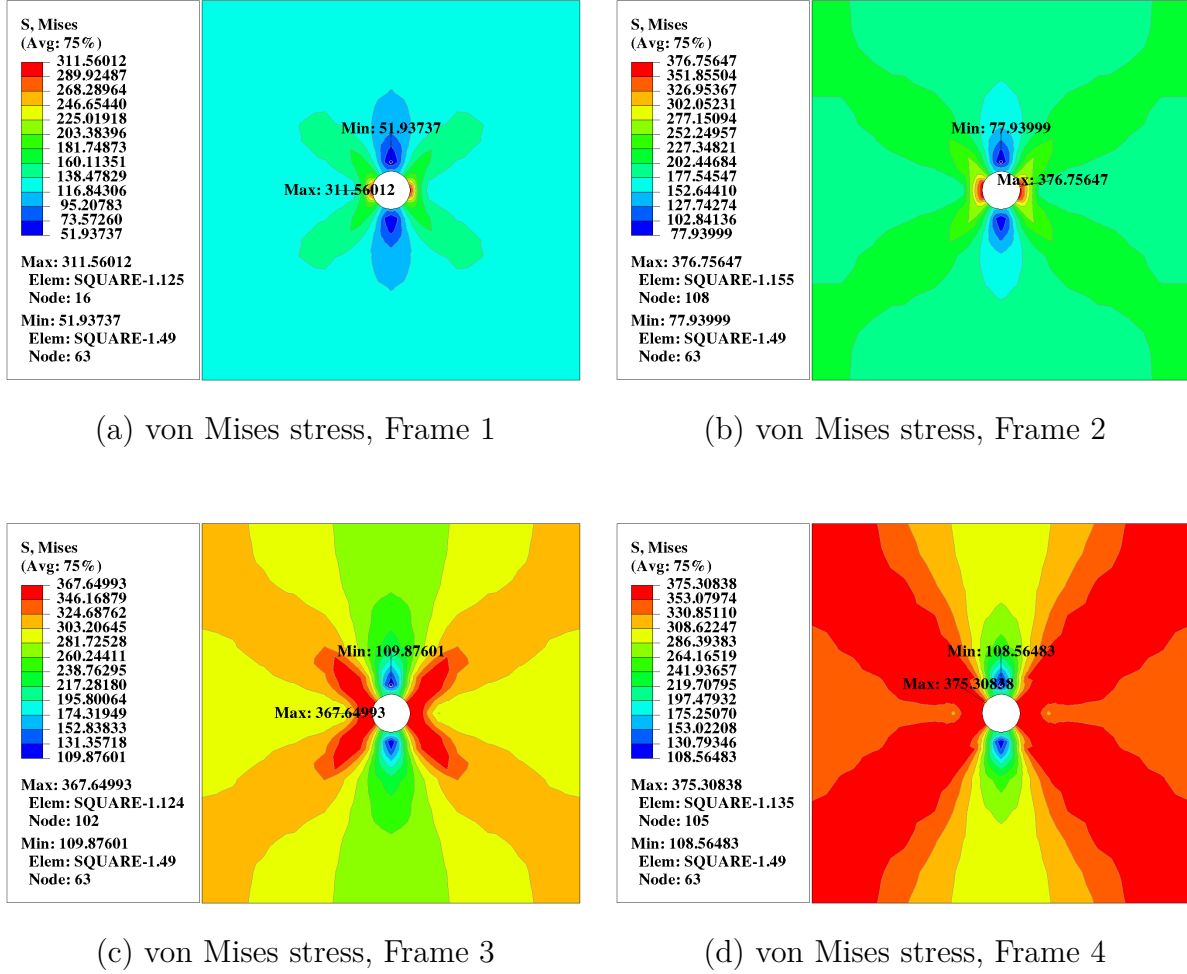 S, Mises
(Avg: 75%)
311.56012
289.92487
268.28964
246.65440
225.01918
203.38396
181.74873
160.11351
138.47829
116.84306
95.20783
73.57260
51.93737
Max: 311.56012
Elem: SQUARE-1.125
Node: 16
Min: 51.93737
Elem: SQUARE-1.49
Node: 63
Min: 51.93737
Max: 311.56012
(a) von Mises stress, Frame 1
S, Mises
(Avg: 75%)
376.75647
351.85504
326.95367
302.05231
277.15094
252.24957
227.34821
202.44684
177.54547
152.64410
127.74274
102.84136
77.93999
Max: 376.75647
Elem: SQUARE-1.155
Node: 108
Min: 77.93999
Elem: SQUARE-1.49
Node: 63
Min: 77.93999
Max: 376.75647
(b) von Mises stress, Frame 2
S, Mises
(Avg: 75%)
367.64993
346.16879
324.68762
303.20645
281.72528
260.24411
238.76295
217.28180
195.80064
174.31949
152.83833
131.35718
109.87601
Max: 367.64993
Elem: SQUARE-1.124
Node: 102
Min: 109.87601
Elem: SQUARE-1.49
Node: 63
Min: 109.87601
Max: 367.64993
(c) von Mises stress, Frame 3
S, Mises
(Avg: 75%)
375.30838
353.07974
330.85110
308.62247
286.39383
264.16519
241.93657
219.70795
197.47932
175.25070
153.02208
130.79346
108.56483
Max: 375.30838
Elem: SQUARE-1.135
Node: 105
Min: 108.56483
Elem: SQUARE-1.49
Node: 63
Min: 108.56483
Max: 375.30838
(d) von Mises stress, Frame 4